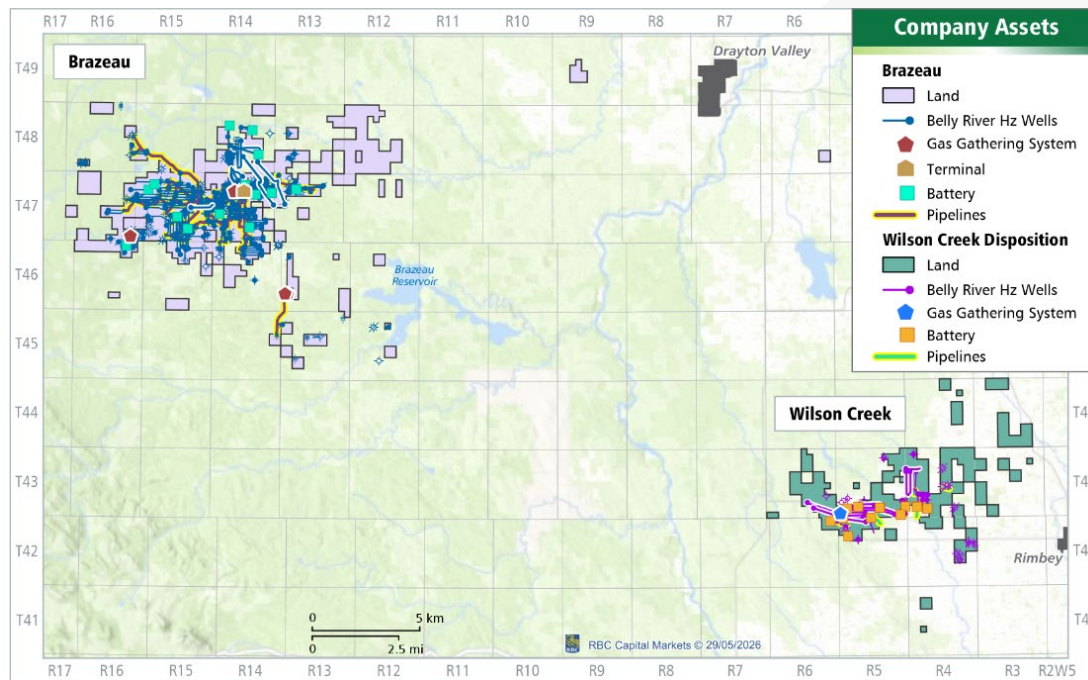 R17 R16 R15 R14 R13 R12 R11 R10 R9 R8 R7 R6
Company Assets
Brazeau
Land
Belly River Hz Wells
Gas Gathering System
Terminal
Battery
Pipelines
Wilson Creek Disposition
Land
Belly River Hz Wells
Gas Gathering System
Battery
Pipelines
Brazeau
Drayton Valley
T49
T48
T47
T46
Brazeau
Reservoir
T45
T44
Wilson Creek
T43
T42
Rimbey
T41
0 5 km
0 2.5 mi
RBC
RBC Capital Markets © 29/05/2026
R17 R16 R15 R14 R13 R12 R11 R10 R9 R8 R7 R6 R5 R4 R3 R2W5